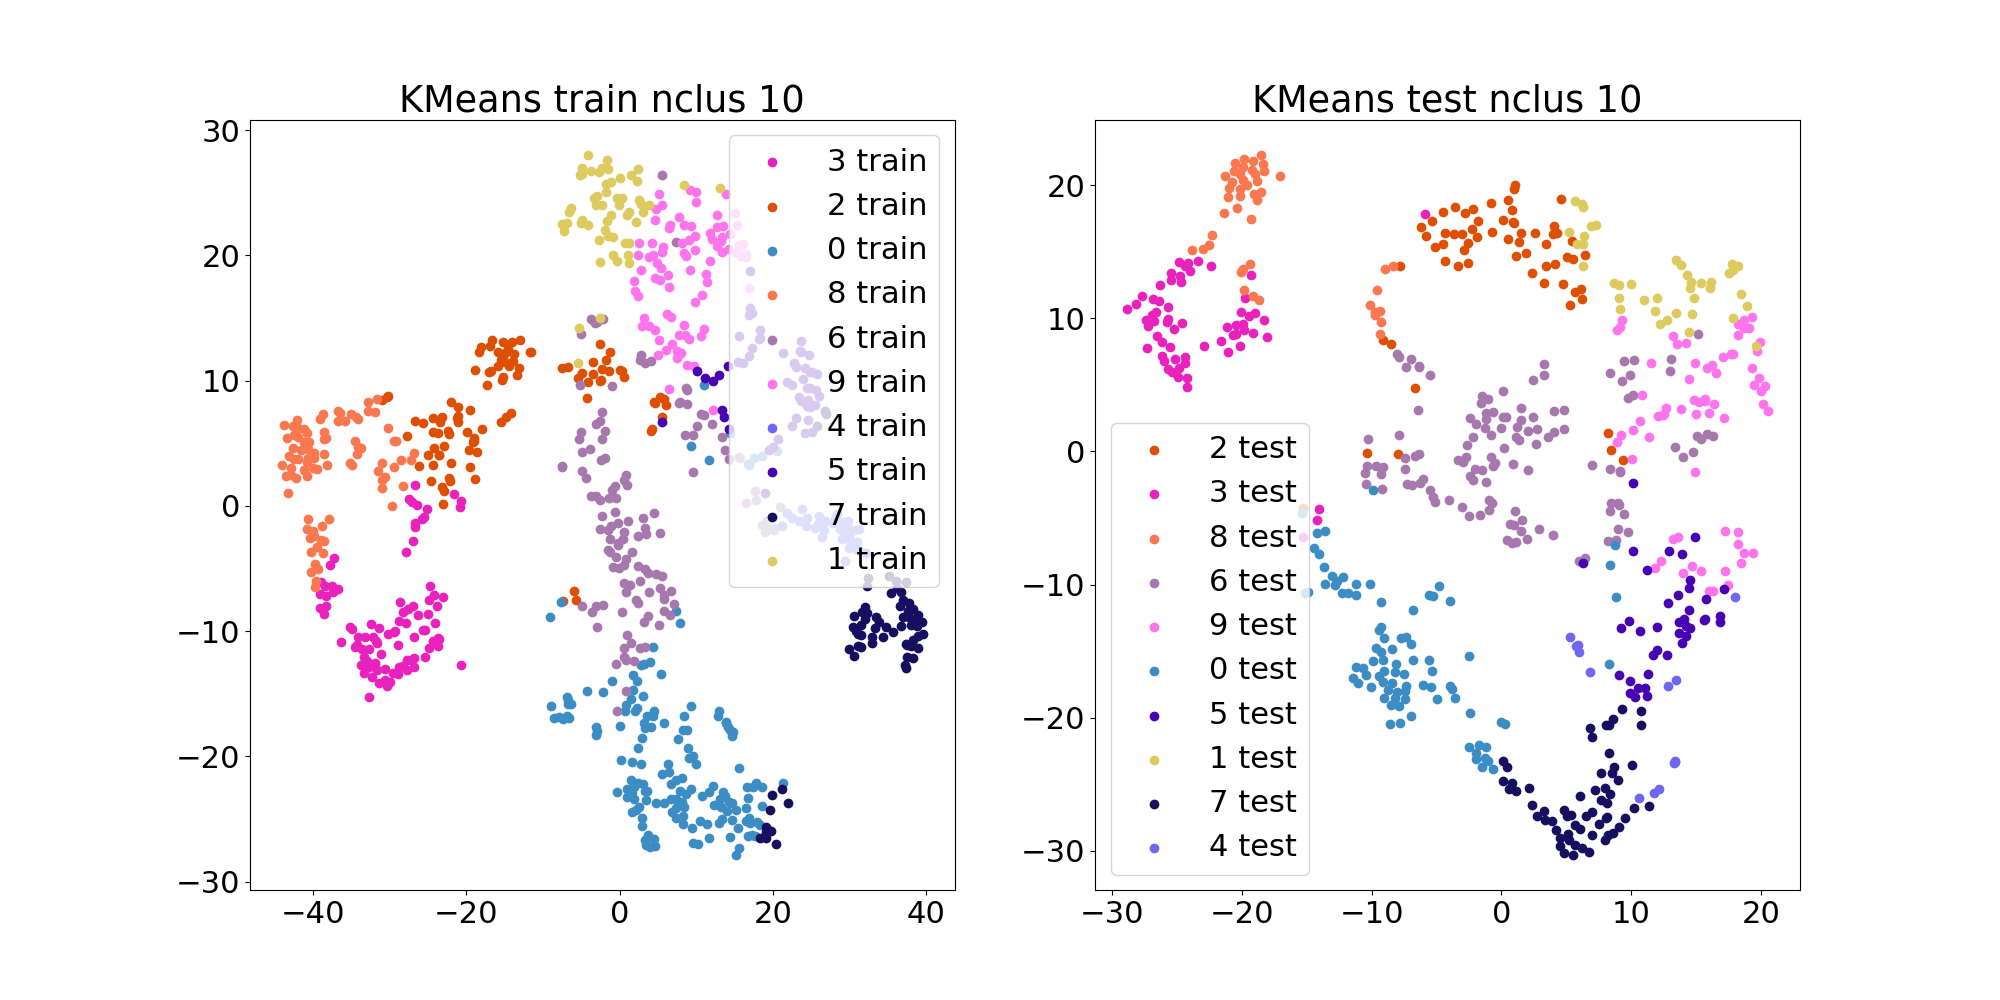 KMeans train nclus 10
30
20
10
0
−10
−20
−30
−40
−20
0
20
40
3 train
2 train
0 train
8 train
6 train
9 train
4 train
5 train
7 train
1 train
KMeans test nclus 10
20
10
0
−10
−20
−30
−30
−20
−10
0
10
20
2 test
3 test
8 test
6 test
9 test
0 test
5 test
1 test
7 test
4 test